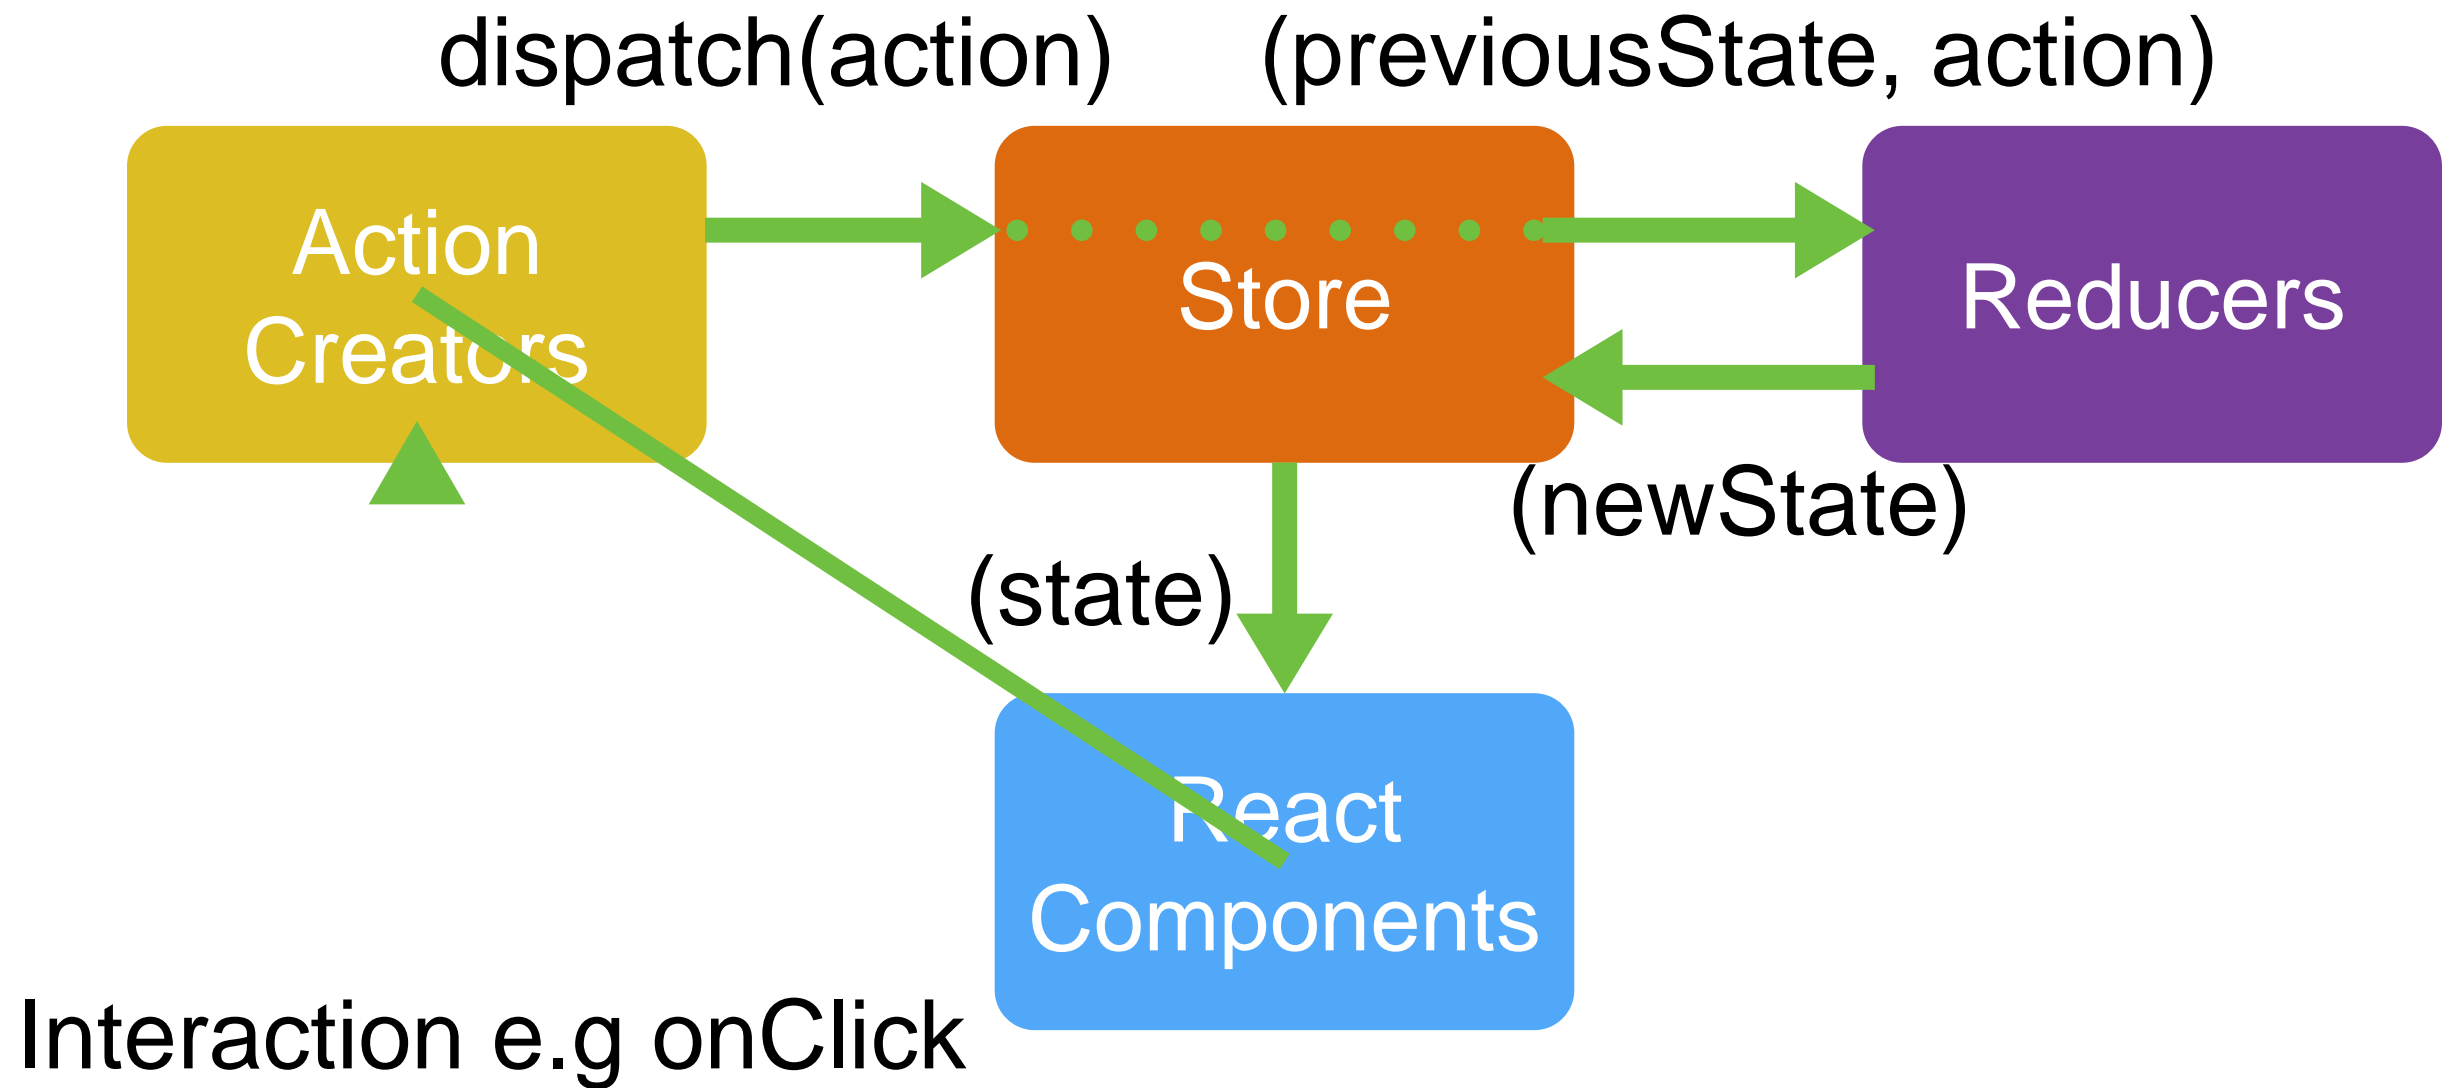 dispatch(action)
(previousState, action)
Action
Creators
Store
Reducers
(newState)
(state)
React
Components
Interaction e.g onClick